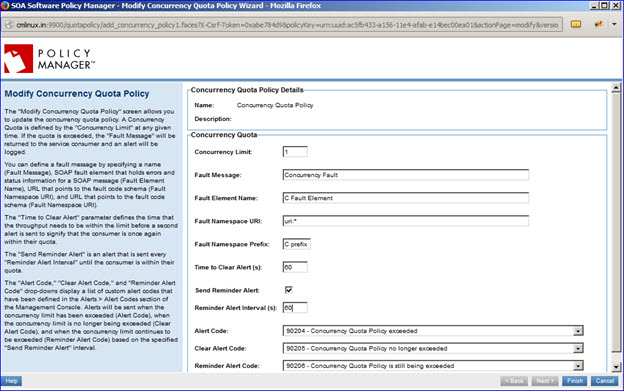 SOA Software Policy Manager - Modify Concurrency Quota Policy Wizard - Mozilla Firefox
cmlinux.in:9900/quotapolicy/add_concurrency_policy1.faces?X-Csrf-Token=0xabe784d98policyKey=urn:uuid:ac5fb433-a156-11e4-afab-e14bec00ea01&actionPage=modify&versio
POLICY
MANAGER™
Modify Concurrency Quota Policy
The "Modify Concurrency Quota Policy" screen allows you
to update the concurrency quota policy. A Concurrency
Quota is defined by the "Concurrency Limit" at any given
time. If the quota is exceeded, the "Fault Message" will be
returned to the service consumer and an alert will be
logged.
You can define a fault message by specifying a name
(Fault Message), SOAP fault element that holds errors and
status information for a SOAP message (Fault Element
Name), URL that points to the fault code schema (Fault
Namespace URI), and URL that points to the fault code
schema (Fault Namespace URI).
The "Time to Clear Alert" parameter defines the time that
the throughput needs to be within the limit before a second
alert is sent to signify that the consumer is once again
within their quota.
The "Send Reminder Alert" is an alert that is sent every
"Reminder Alert Interval" until the consumer is within their
quota.
The "Alert Code," "Clear Alert Code," and "Reminder Alert
Code" drop-downs display a list of custom alert codes that
have been defined in the Alerts > Alert Codes section of
the Management Console. Alerts will be sent when the
concurrency limit has been exceeded (Alert Code), when
the concurrency limit is no longer being exceeded (Clear
Alert Code), and when the concurrency limit continues to
be exceeded (Reminder Alert Code) based on the specified
"Send Reminder Alert" interval.
Concurrency Quota Policy Details
Name: Concurrency Quota Policy
Description:
Concurrency Quota
Concurrency Limit: 1
Fault Message: Concurrency Fault
Fault Element Name: C Fault Element
Fault Namespace URI: uri:*
Fault Namespace Prefix: C prefix
Time to Clear Alert (s): 60
Send Reminder Alert:
Reminder Alert Interval (s): 60
Alert Code: 90204 - Concurrency Quota Policy exceeded
Clear Alert Code: 90205 - Concurrency Quota Policy no longer exceeded
Reminder Alert Code: 90206 - Concurrency Quota Policy is still being exceeded
Help
< Back Next > Finish Cancel